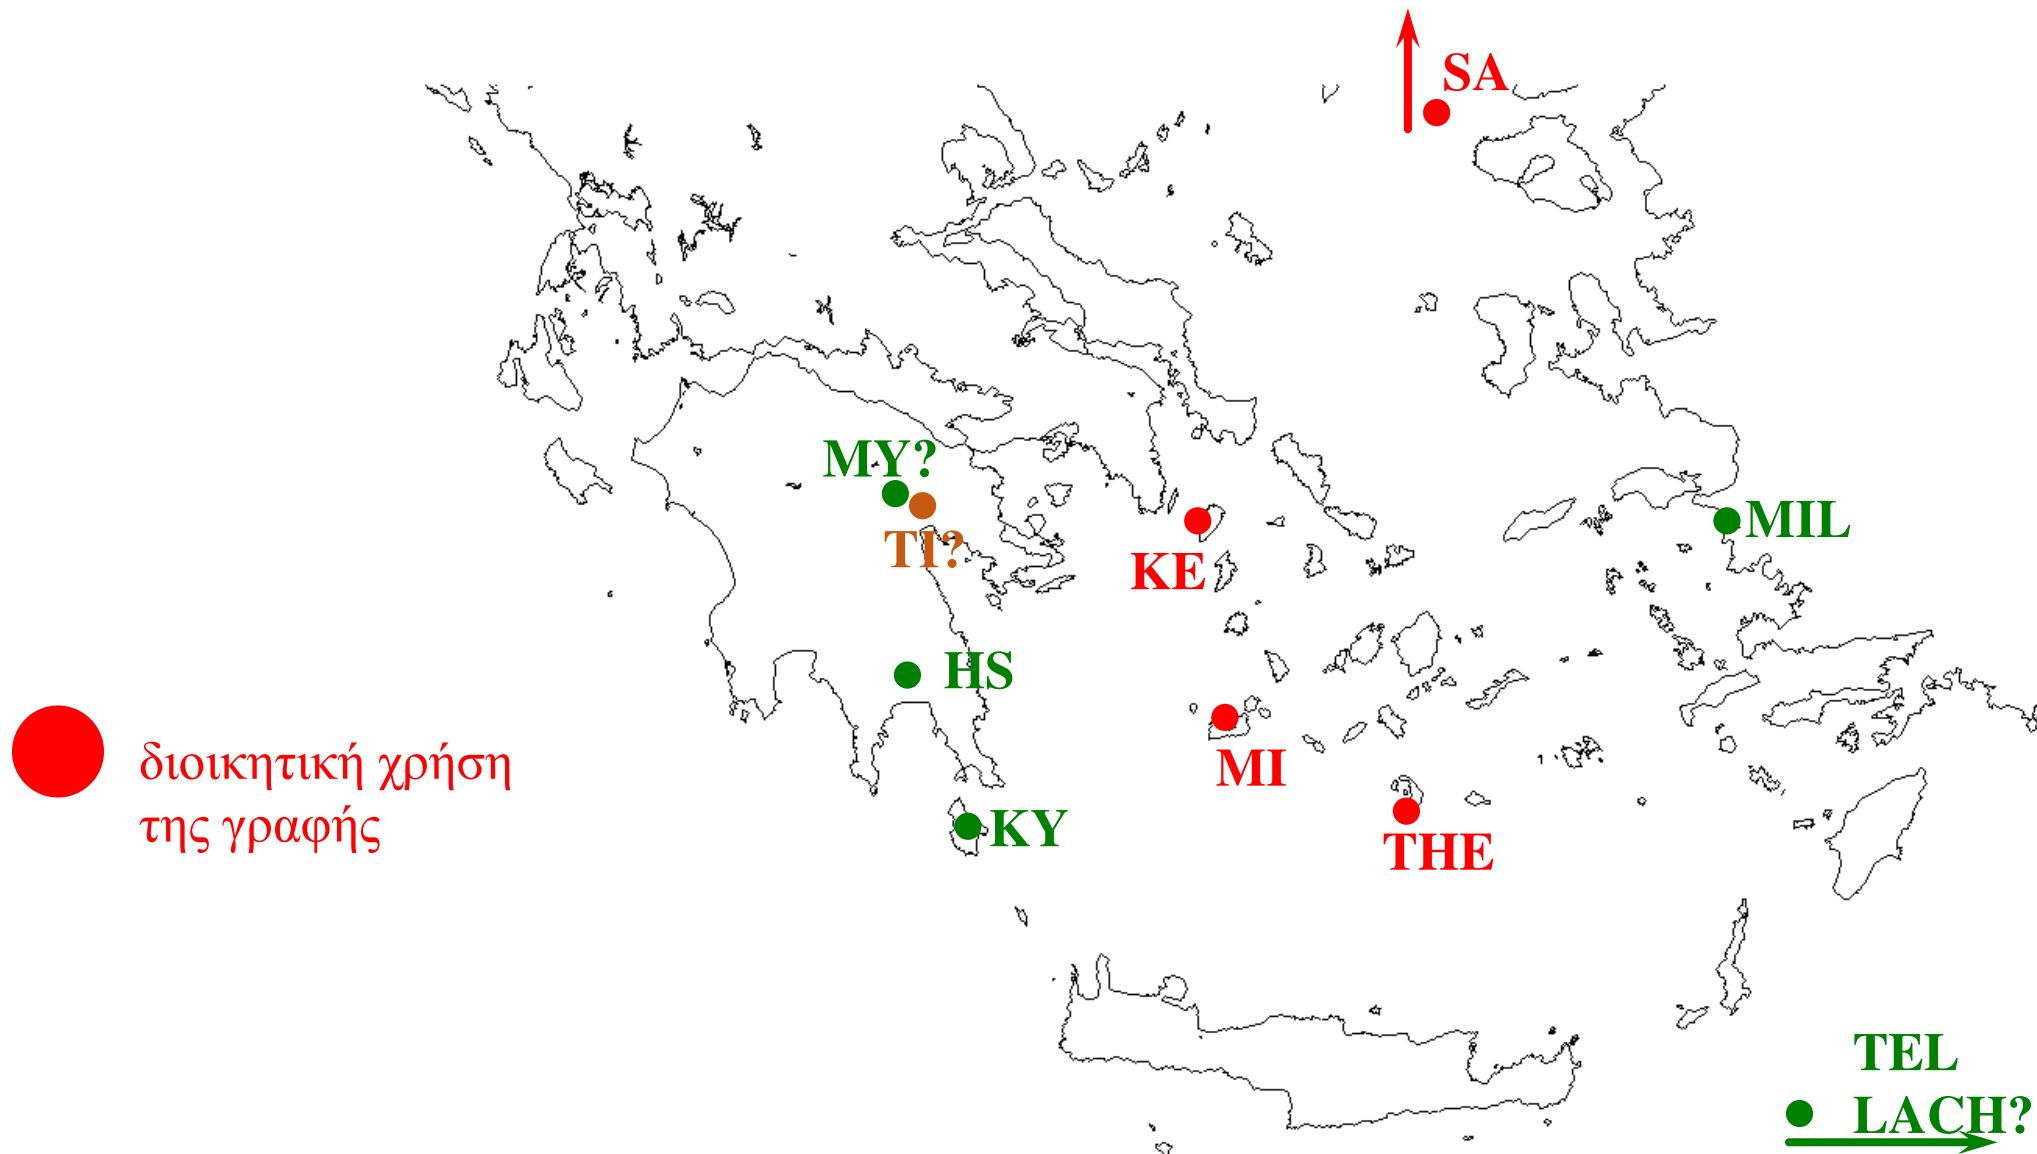 SA
MY?
TI?
KE
MIL
HS
MI
KY
THE
διοικητική χρήση
της γραφής
TEL
LACH?